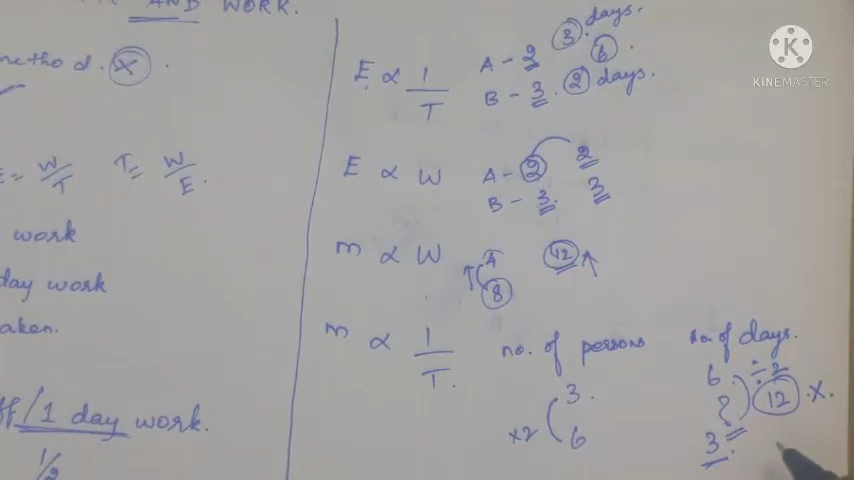 AND WORK.
method. X.
E = W/T T = W/E.
work
day work
taken.
/1 day work.
1/2
E ∝ 1/T
A - 2 3 days.
6.
B - 3. 2 days.
E ∝ W
A - 2 2
B - 3. 3
m ∝ W
4 12 ↑
↑ 8
m ∝ 1/T.
no. of persons no. of days.
3. 6. ÷2
×2 6 ? 12 .X.
3.
K
KINEMASTER